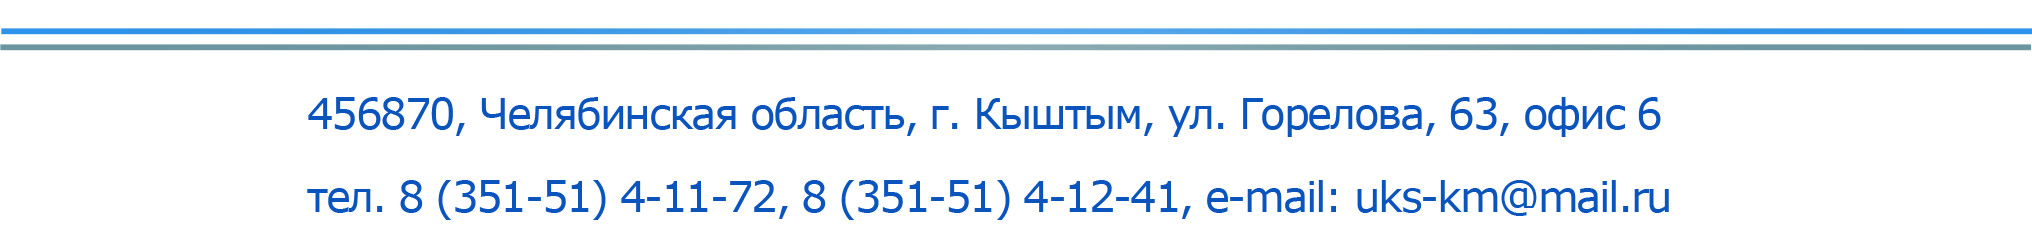 456870, Челябинская область, г. Кыштым, ул. Горелова, 63, офис 6
тел. 8 (351-51) 4-11-72, 8 (351-51) 4-12-41, e-mail: uks-km@mail.ru